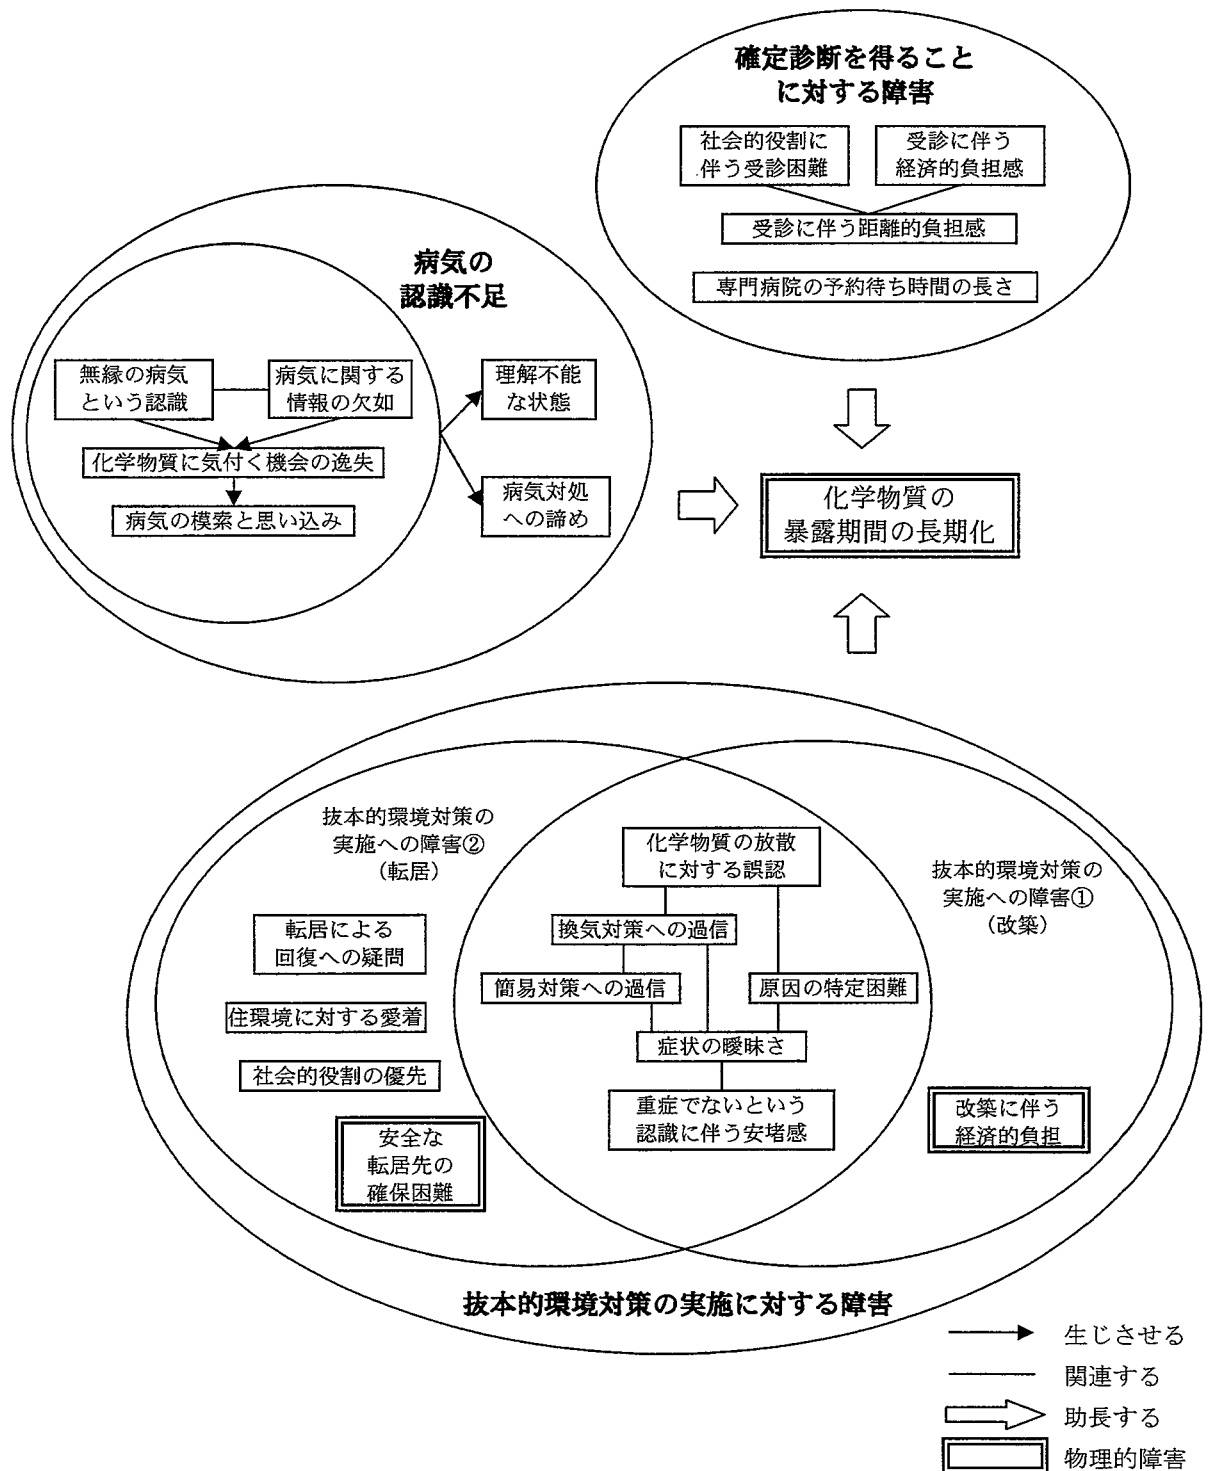 確定診断を得ること
に対する障害
社会的役割に
伴う受診困難
受診に伴う
経済的負担感
受診に伴う距離的負担感
専門病院の予約待ち時間の長さ
病気の
認識不足
無縁の病気
という認識
病気に関する
情報の欠如
化学物質に気付く機会の逸失
病気の模索と思い込み
理解不能
な状態
病気対処
への諦め
化学物質の
暴露期間の長期化
抜本的環境対策の
実施への障害②
（転居）
転居による
回復への疑問
住環境に対する愛着
社会的役割の優先
安全な
転居先の
確保困難
化学物質の放散
に対する誤認
換気対策への過信
簡易対策への過信
原因の特定困難
症状の曖昧さ
重症でないという
認識に伴う安堵感
抜本的環境対策の
実施への障害①
（改築）
改築に伴う
経済的負担
抜本的環境対策の実施に対する障害
生じさせる
関連する
助長する
物理的障害